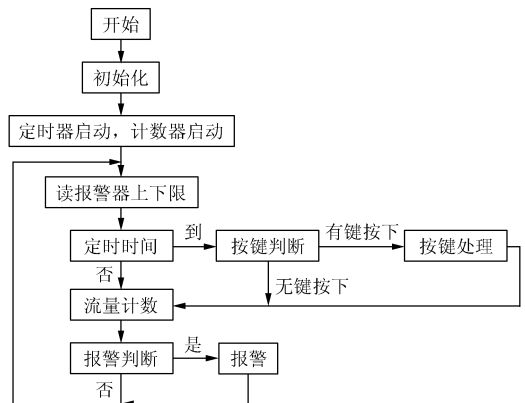 开始
初始化
定时器启动，计数器启动
读报警器上下限
定时时间
到
按键判断
有键按下
按键处理
否
无键按下
流量计数
报警判断
是
报警
否